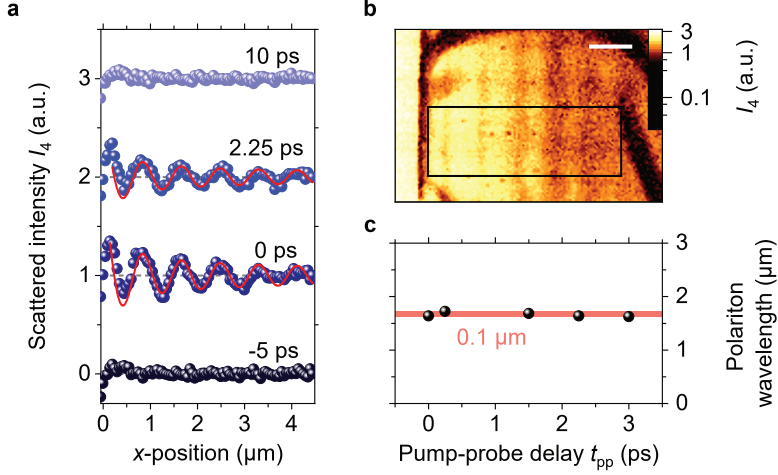 a
Scattered intensity I₄ (a.u.)
3
2
1
0
10 ps
2.25 ps
0 ps
-5 ps
0 1 2 3 4
x-position (μm)
b
3
1
0.1
I₄ (a.u.)
c
3
2
1
0
Polariton
wavelength (μm)
0.1 μm
0 1 2 3
Pump-probe delay tpp (ps)